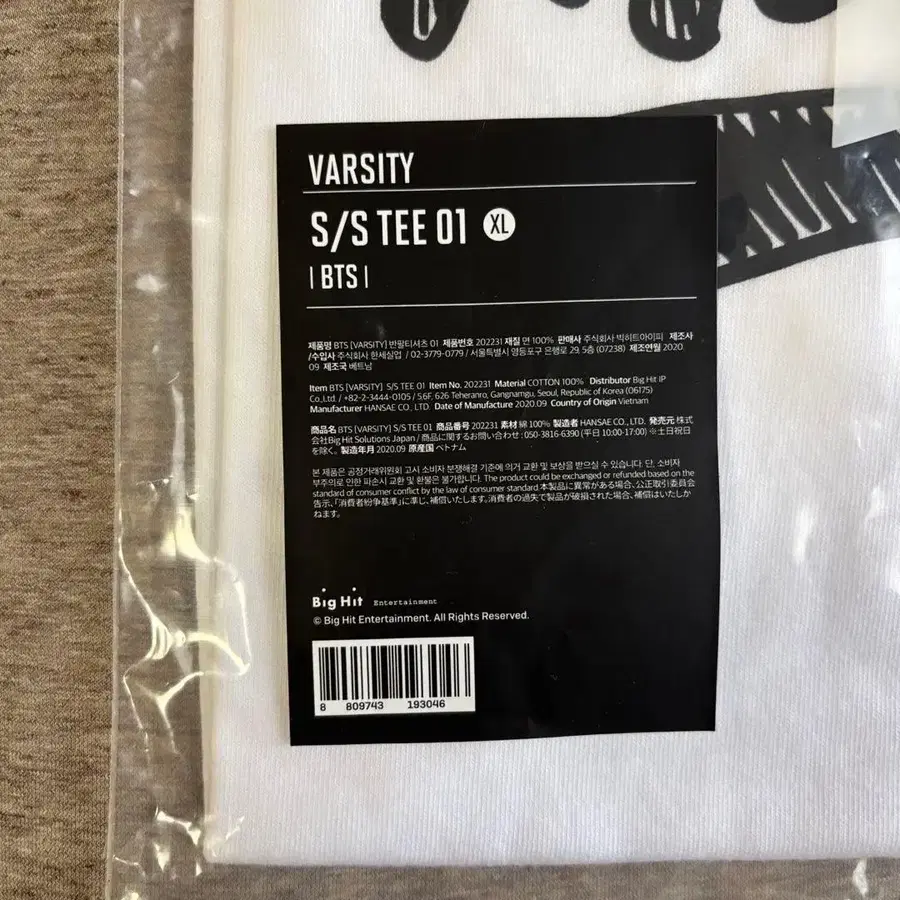 VARSITY
S/S TEE 01 XL
| BTS |
제품명 BTS [VARSITY] 반팔티셔츠 01 제품번호 202231 재질 면 100% 판매사 주식회사 빅히트아이피 제조사
/수입사 주식회사 한세실업 / 02-3779-0779 / 서울특별시 영등포구 은행로 29, 5층 (07238) 제조연월 2020.
09 제조국 베트남
Item BTS [VARSITY] S/S TEE 01 Item No. 202231 Material COTTON 100% Distributor Big Hit IP
Co.,Ltd. / +82-2-3444-0105 / 5,6F, 626 Teheranro, Gangnamgu, Seoul, Republic of Korea (06175)
Manufacturer HANSAE CO., LTD. Date of Manufacture 2020.09 Country of Origin Vietnam
商品名 BTS [VARSITY] S/S TEE 01 商品番号 202231 素材 綿 100% 製造者 HANSAE CO., LTD. 発売元 株式
会社Big Hit Solutions Japan / 商品に関するお問い合わせ : 050-3816-6390 (平日 10:00-17:00) ※土日祝日
を除く。 製造年月 2020.09 原産国 ベトナム
본 제품은 공정거래위원회 고시 소비자 분쟁해결 기준에 의거 교환 및 보상을 받으실 수 있습니다. 단, 소비자
부주의로 인한 파손시 교환 및 환불은 불가합니다. The product could be exchanged or refunded based on the
standard of consumer conflict by the law of consumer standard. 本製品に異常がある場合、公正取引委員会
告示、「消費者紛争基準」に準じ、補償いたします。消費者の過失で製品が破損された場合、補償はいたしか
ねます。
Big Hit Entertainment
© Big Hit Entertainment. All Rights Reserved.
8 809743 193046